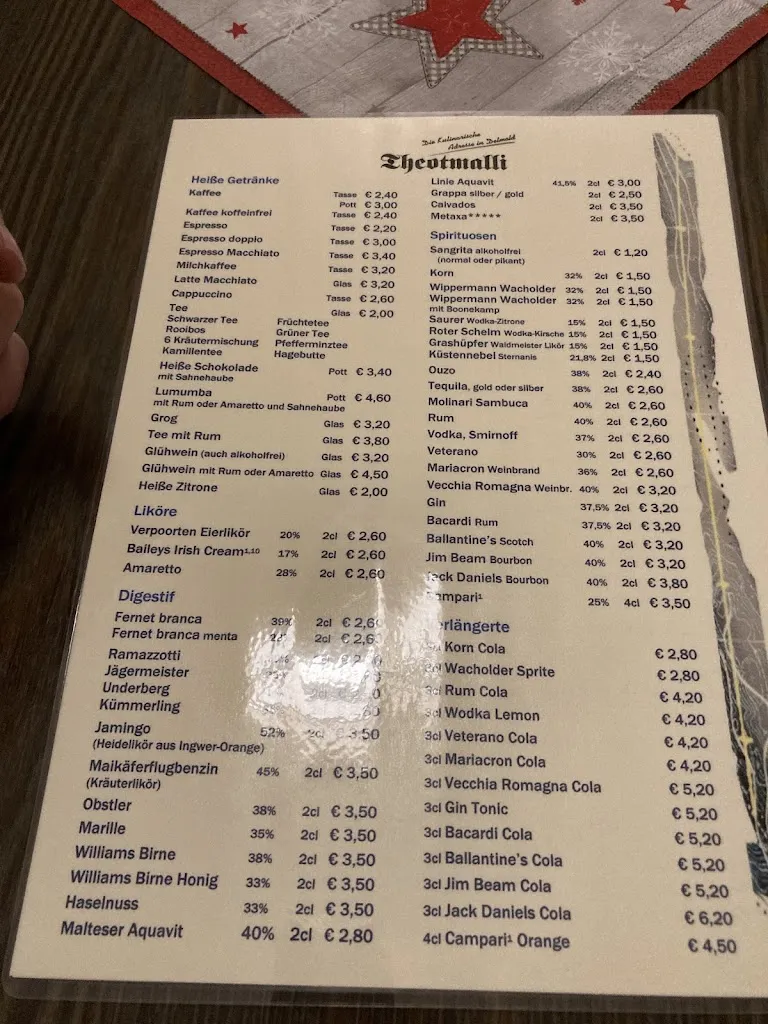 Die Kulinarische
Adresse in Detmold
Theotmalli
Heiße Getränke
Kaffee Tasse € 2,40
Pott € 3,00
Kaffee koffeinfrei Tasse € 2,40
Espresso Tasse € 2,20
Espresso doppio Tasse € 3,00
Espresso Macchiato Tasse € 3,40
Milchkaffee Tasse € 3,20
Latte Macchiato Glas € 3,20
Cappuccino Tasse € 2,60
Tee Glas € 2,00
Schwarzer Tee Früchtetee
Rooibos Grüner Tee
6 Kräutermischung Pfefferminztee
Kamillentee Hagebutte
Heiße Schokolade Pott € 3,40
mit Sahnehaube
Lumumba Pott € 4,60
mit Rum oder Amaretto und Sahnehaube
Grog Glas € 3,20
Tee mit Rum Glas € 3,80
Glühwein (auch alkoholfrei) Glas € 3,20
Glühwein mit Rum oder Amaretto Glas € 4,50
Heiße Zitrone Glas € 2,00
Liköre
Verpoorten Eierlikör 20% 2cl € 2,60
Baileys Irish Cream¹,¹⁰ 17% 2cl € 2,60
Amaretto 28% 2cl € 2,60
Digestif
Fernet branca 39% 2cl € 2,60
Fernet branca menta 2cl € 2,6
Ramazzotti
Jägermeister
Underberg
Kümmerling
Jamingo 52% 2cl € 3,50
(Heidelikör aus Ingwer-Orange)
Maikäferflugbenzin 45% 2cl € 3,50
(Kräuterlikör)
Obstler 38% 2cl € 3,50
Marille 35% 2cl € 3,50
Williams Birne 38% 2cl € 3,50
Williams Birne Honig 33% 2cl € 3,50
Haselnuss 33% 2cl € 3,50
Malteser Aquavit 40% 2cl € 2,80
Linie Aquavit 41,5% 2cl € 3,00
Grappa silber / gold 2cl € 2,50
Calvados 2cl € 3,50
Metaxa***** 2cl € 3,50
Spirituosen
Sangrita alkoholfrei 2cl € 1,20
(normal oder pikant)
Korn 32% 2cl € 1,50
Wippermann Wacholder 32% 2cl € 1,50
Wippermann Wacholder 32% 2cl € 1,50
mit Boonekamp
Saurer Wodka-Zitrone 15% 2cl € 1,50
Roter Schelm Wodka-Kirsche 15% 2cl € 1,50
Grashüpfer Waldmeister Likör 15% 2cl € 1,50
Küstennebel Sternanis 21,8% 2cl € 1,50
Ouzo 38% 2cl € 2,40
Tequila, gold oder silber 38% 2cl € 2,60
Molinari Sambuca 40% 2cl € 2,60
Rum 40% 2cl € 2,60
Vodka, Smirnoff 37% 2cl € 2,60
Veterano 30% 2cl € 2,60
Mariacron Weinbrand 36% 2cl € 2,60
Vecchia Romagna Weinbr. 40% 2cl € 3,20
Gin 37,5% 2cl € 3,20
Bacardi Rum 37,5% 2cl € 3,20
Ballantine's Scotch 40% 2cl € 3,20
Jim Beam Bourbon 40% 2cl € 3,20
Jack Daniels Bourbon 40% 2cl € 3,80
Campari¹ 25% 4cl € 3,50
erlängerte
Korn Cola € 2,80
Wacholder Sprite € 2,80
3cl Rum Cola € 4,20
3cl Wodka Lemon € 4,20
3cl Veterano Cola € 4,20
3cl Mariacron Cola € 4,20
3cl Vecchia Romagna Cola € 5,20
3cl Gin Tonic € 5,20
3cl Bacardi Cola € 5,20
3cl Ballantine's Cola € 5,20
3cl Jim Beam Cola € 5,20
3cl Jack Daniels Cola € 6,20
4cl Campari¹ Orange € 4,50